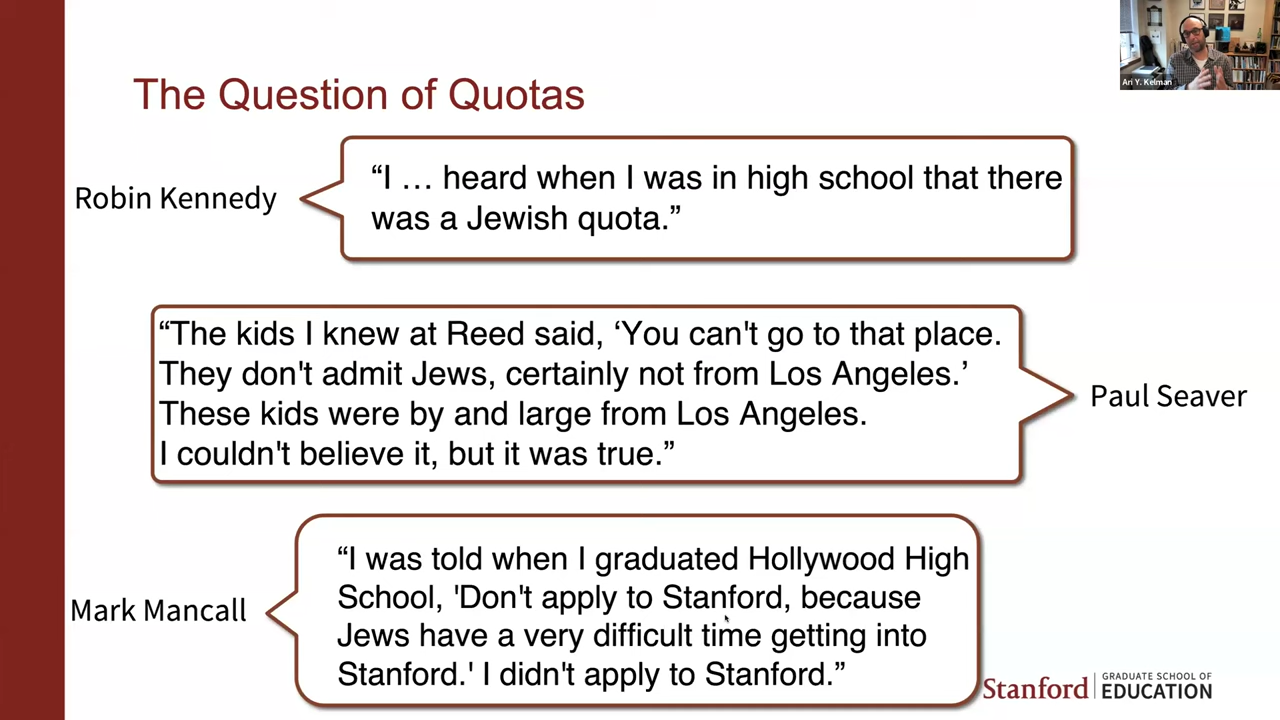 Ari Y. Kelman
The Question of Quotas
Robin Kennedy
“I … heard when I was in high school that there
was a Jewish quota.”
“The kids I knew at Reed said, ‘You can't go to that place.
They don't admit Jews, certainly not from Los Angeles.’
These kids were by and large from Los Angeles.
I couldn't believe it, but it was true.”
Paul Seaver
Mark Mancall
“I was told when I graduated Hollywood High
School, 'Don't apply to Stanford, because
Jews have a very difficult time getting into
Stanford.' I didn't apply to Stanford.”
Stanford
GRADUATE SCHOOL OF
EDUCATION